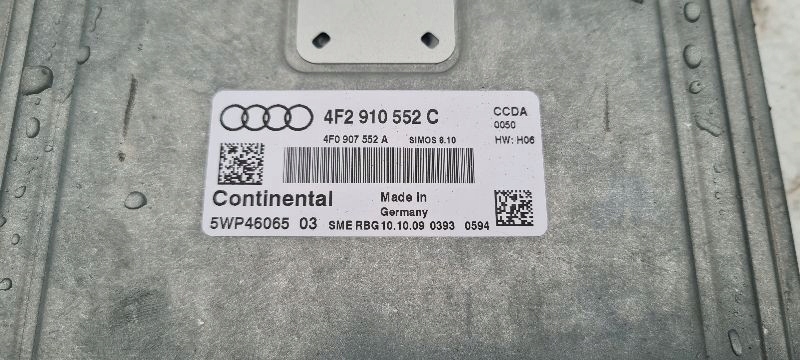 4F2 910 552 C
CCDA
0050
4F0 907 552 A SIMOS 8.10 HW: H06
Continental
Made in
Germany
5WP46065 03 SME RBG 10.10.09 0393 0594